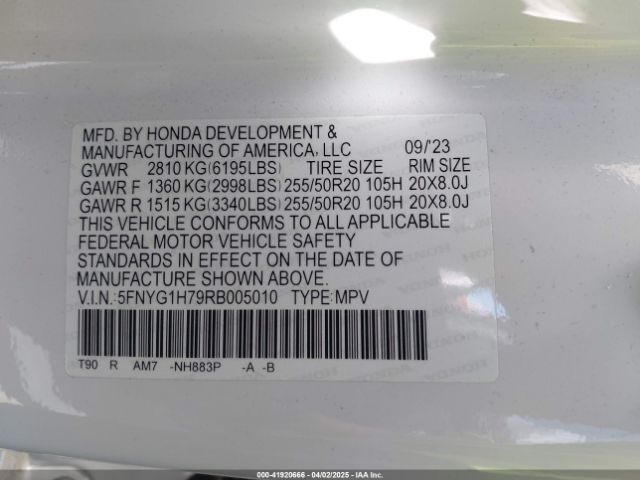 MFD. BY HONDA DEVELOPMENT &
MANUFACTURING OF AMERICA, LLC 09/'23
GVWR 2810 KG(6195LBS) TIRE SIZE RIM SIZE
GAWR F 1360 KG(2998LBS) 255/50R20 105H 20X8.0J
GAWR R 1515 KG(3340LBS) 255/50R20 105H 20X8.0J
THIS VEHICLE CONFORMS TO ALL APPLICABLE
FEDERAL MOTOR VEHICLE SAFETY
STANDARDS IN EFFECT ON THE DATE OF
MANUFACTURE SHOWN ABOVE.
V.I.N.:5FNYG1H79RB005010 TYPE:MPV
T90 R AM7 -NH883P -A -B
000-41920666 - 04/02/2025 - IAA Inc.